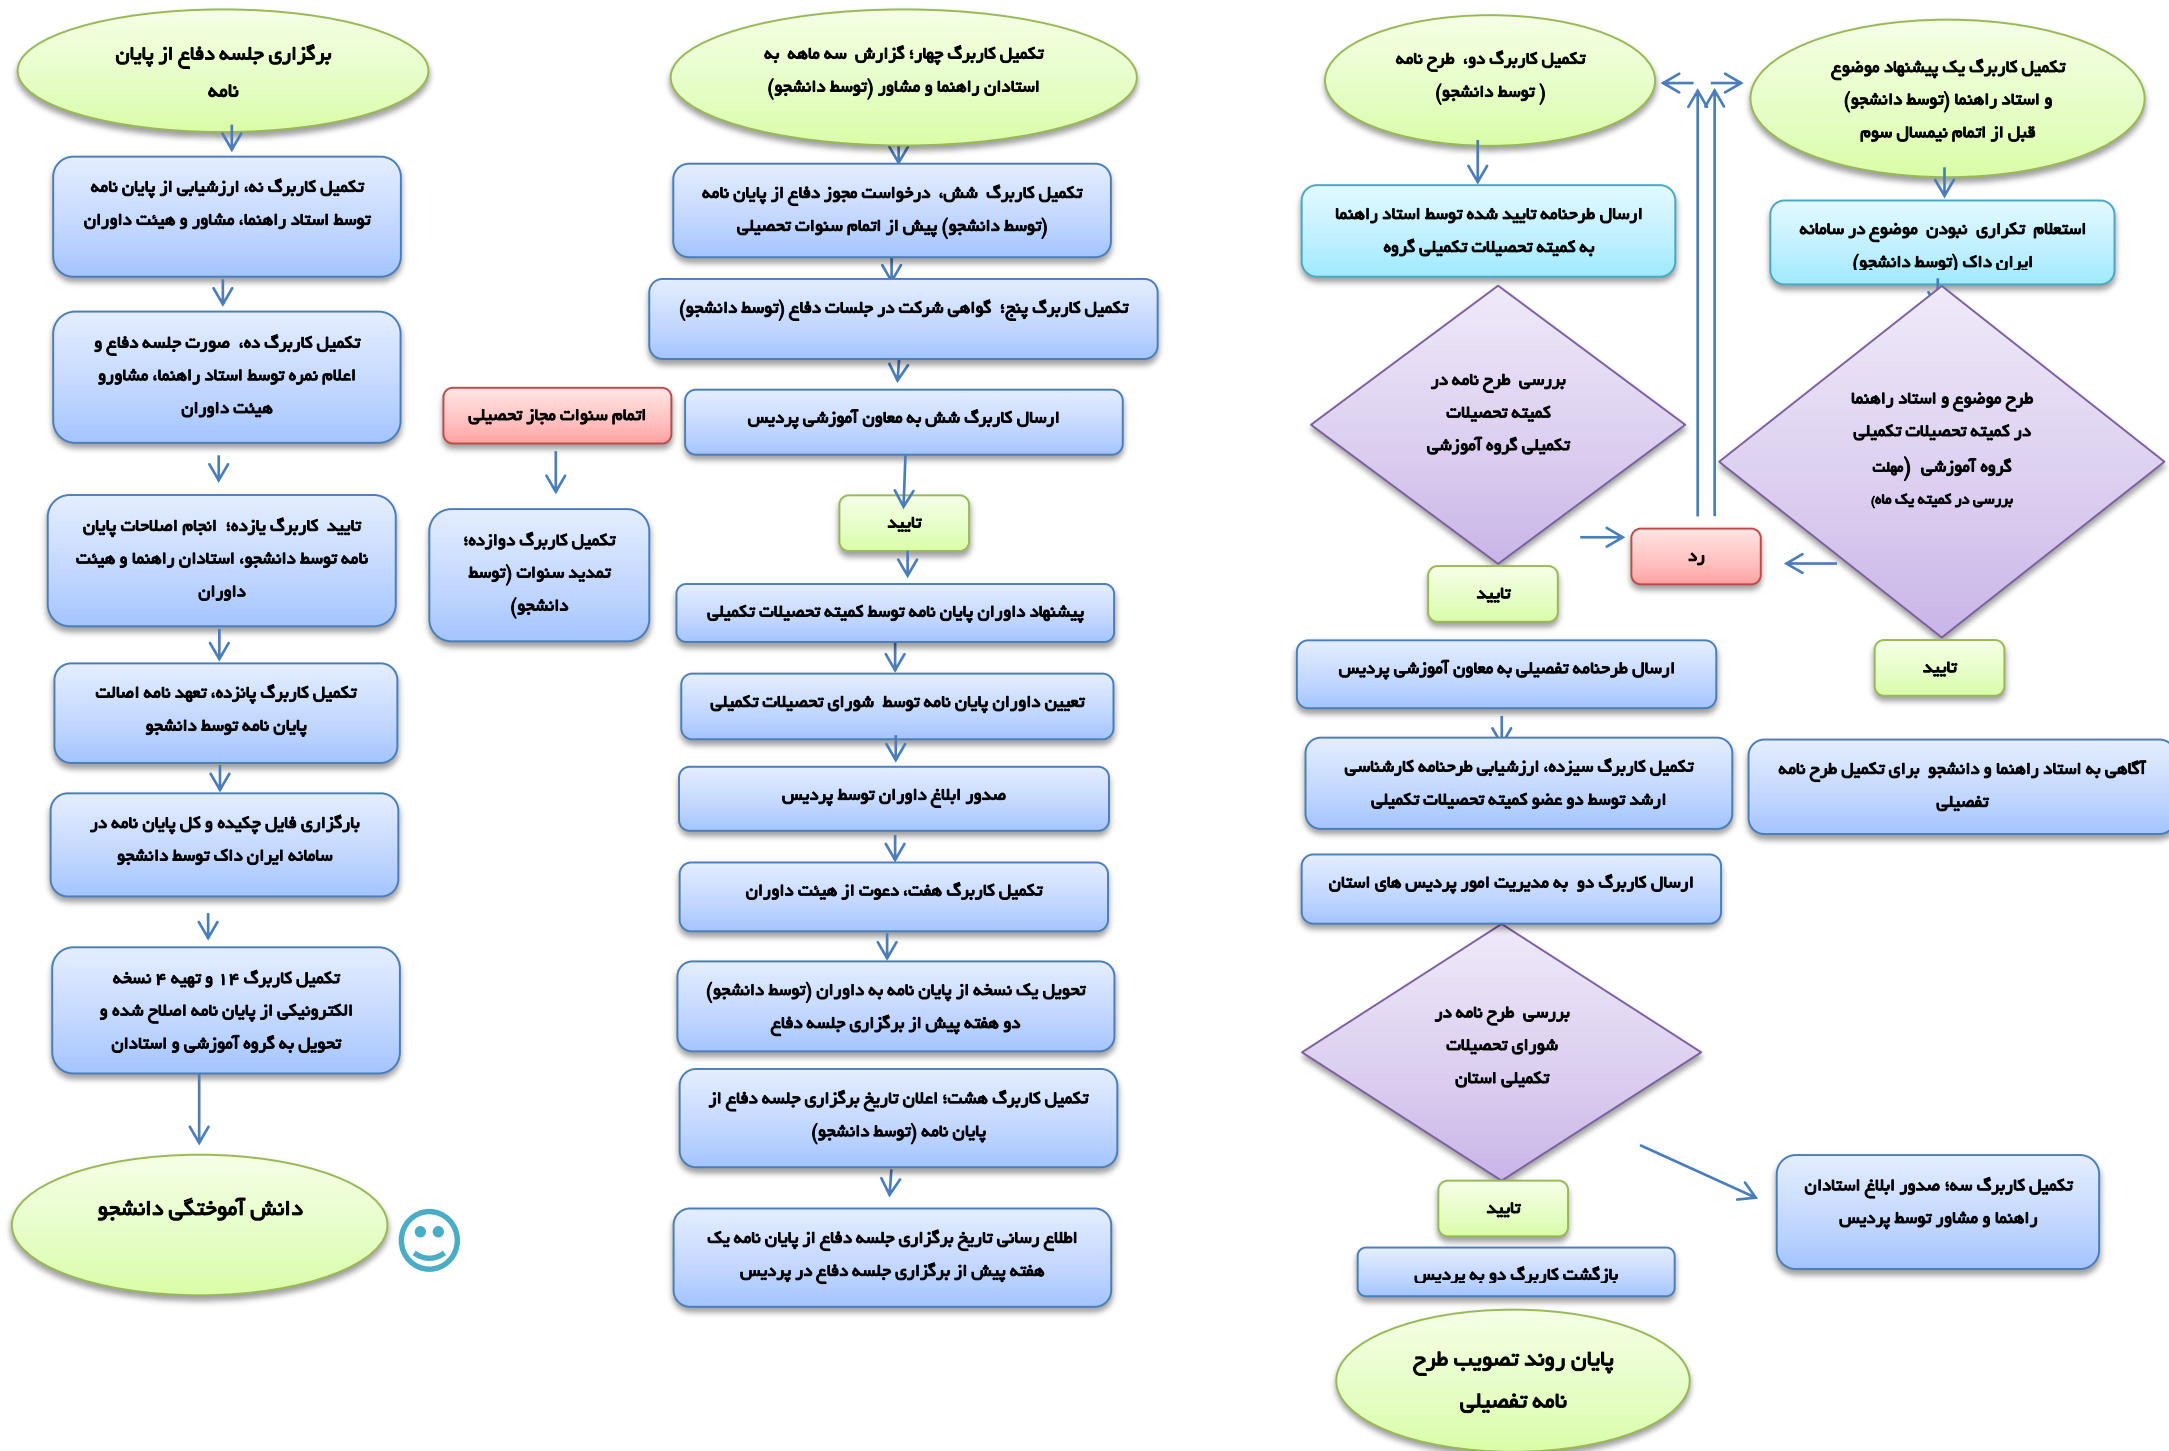 تکمیل کاربرگ یک پیشنهاد موضوع
و استاد راهنما (توسط دانشجو)
قبل از اتمام نیمسال سوم
استعلام تکراری نبودن موضوع در سامانه
ایران داک (توسط دانشجو)
طرح موضوع و استاد راهنما
در کمیته تحصیلات تکمیلی
گروه آموزشی (مهلت
بررسی در کمیته یک ماه)
رد
تایید
آگاهی به استاد راهنما و دانشجو برای تکمیل طرح نامه
تفصیلی
تکمیل کاربرگ دو، طرح نامه
( توسط دانشجو)
ارسال طرحنامه تایید شده توسط استاد راهنما
به کمیته تحصیلات تکمیلی گروه
بررسی طرح نامه در
کمیته تحصیلات
تکمیلی گروه آموزشی
تایید
ارسال طرحنامه تفصیلی به معاون آموزشی پردیس
تکمیل کاربرگ سیزده، ارزشیابی طرحنامه کارشناسی
ارشد توسط دو عضو کمیته تحصیلات تکمیلی
ارسال کاربرگ دو به مدیریت امور پردیس های استان
بررسی طرح نامه در
شورای تحصیلات
تکمیلی استان
تکمیل کاربرگ سه؛ صدور ابلاغ استادان
راهنما و مشاور توسط پردیس
تایید
بازگشت کاربرگ دو به پردیس
پایان روند تصویب طرح
نامه تفصیلی
تکمیل کاربرگ چهار؛ گزارش سه ماهه به
استادان راهنما و مشاور (توسط دانشجو)
تکمیل کاربرگ شش، درخواست مجوز دفاع از پایان نامه
(توسط دانشجو) پیش از اتمام سنوات تحصیلی
تکمیل کاربرگ پنج؛ گواهی شرکت در جلسات دفاع (توسط دانشجو)
ارسال کاربرگ شش به معاون آموزشی پردیس
تایید
پیشنهاد داوران پایان نامه توسط کمیته تحصیلات تکمیلی
تعیین داوران پایان نامه توسط شورای تحصیلات تکمیلی
صدور ابلاغ داوران توسط پردیس
تکمیل کاربرگ هفت، دعوت از هیئت داوران
تحویل یک نسخه از پایان نامه به داوران (توسط دانشجو)
دو هفته پیش از برگزاری جلسه دفاع
تکمیل کاربرگ هشت؛ اعلان تاریخ برگزاری جلسه دفاع از
پایان نامه (توسط دانشجو)
اطلاع رسانی تاریخ برگزاری جلسه دفاع از پایان نامه یک
هفته پیش از برگزاری جلسه دفاع در پردیس
اتمام سنوات مجاز تحصیلی
تکمیل کاربرگ دوازده؛
تمدید سنوات (توسط
دانشجو)
برگزاری جلسه دفاع از پایان
نامه
تکمیل کاربرگ نه، ارزشیابی از پایان نامه
توسط استاد راهنما، مشاور و هیئت داوران
تکمیل کاربرگ ده، صورت جلسه دفاع و
اعلام نمره توسط استاد راهنما، مشاورو
هیئت داوران
تایید کاربرگ یازده؛ انجام اصلاحات پایان
نامه توسط دانشجو، استادان راهنما و هیئت
داوران
تکمیل کاربرگ پانزده، تعهد نامه اصالت
پایان نامه توسط دانشجو
بارگزاری فایل چکیده و کل پایان نامه در
سامانه ایران داک توسط دانشجو
تکمیل کاربرگ ۱۴ و تهیه ۴ نسخه
الکترونیکی از پایان نامه اصلاح شده و
تحویل به گروه آموزشی و استادان
دانش آموختگی دانشجو